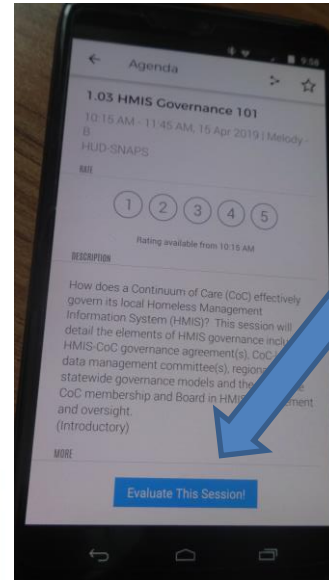 9:58
Agenda
1.03 HMIS Governance 101
10:15 AM - 11:45 AM, 15 Apr 2019 | Melody -
B
HUD-SNAPS
RATE
1 2 3 4 5
Rating available from 10:15 AM
DESCRIPTION
How does a Continuum of Care (CoC) effectively
govern its local Homeless Management
Information System (HMIS)? This session will
detail the elements of HMIS governance
HMIS-CoC governance agreement(s), CoC
data management committee(s),
statewide governance models and the
CoC membership and Board in
and oversight.
(Introductory)
MORE
Evaluate This Session!